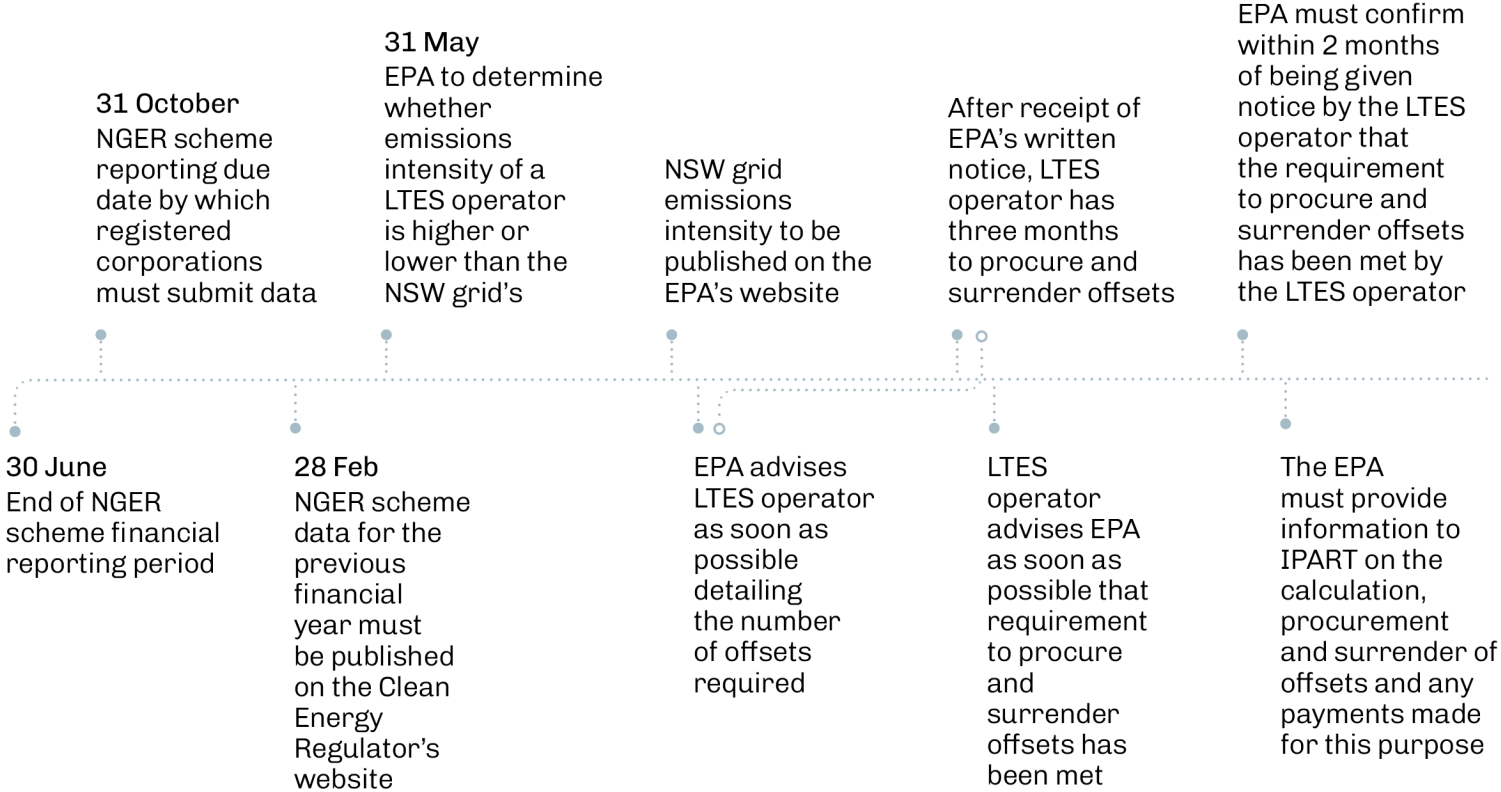 31 October
NGER scheme
reporting due
date by which
registered
corporations
must submit data
31 May
EPA to determine
whether
emissions
intensity of a
LTES operator
is higher or
lower than the
NSW grid’s
NSW grid
emissions
intensity to be
published on the
EPA’s website
After receipt of
EPA’s written
notice, LTES
operator has
three months
to procure and
surrender offsets
EPA must confirm
within 2 months
of being given
notice by the LTES
operator that
the requirement
to procure and
surrender offsets
has been met by
the LTES operator
30 June
End of NGER
scheme financial
reporting period
28 Feb
NGER scheme
data for the
previous
financial
year must
be published
on the Clean
Energy
Regulator’s
website
EPA advises
LTES operator
as soon as
possible
detailing
the number
of offsets
required
LTES
operator
advises EPA
as soon as
possible that
requirement
to procure
and
surrender
offsets has
been met
The EPA
must provide
information to
IPART on the
calculation,
procurement
and surrender of
offsets and any
payments made
for this purpose